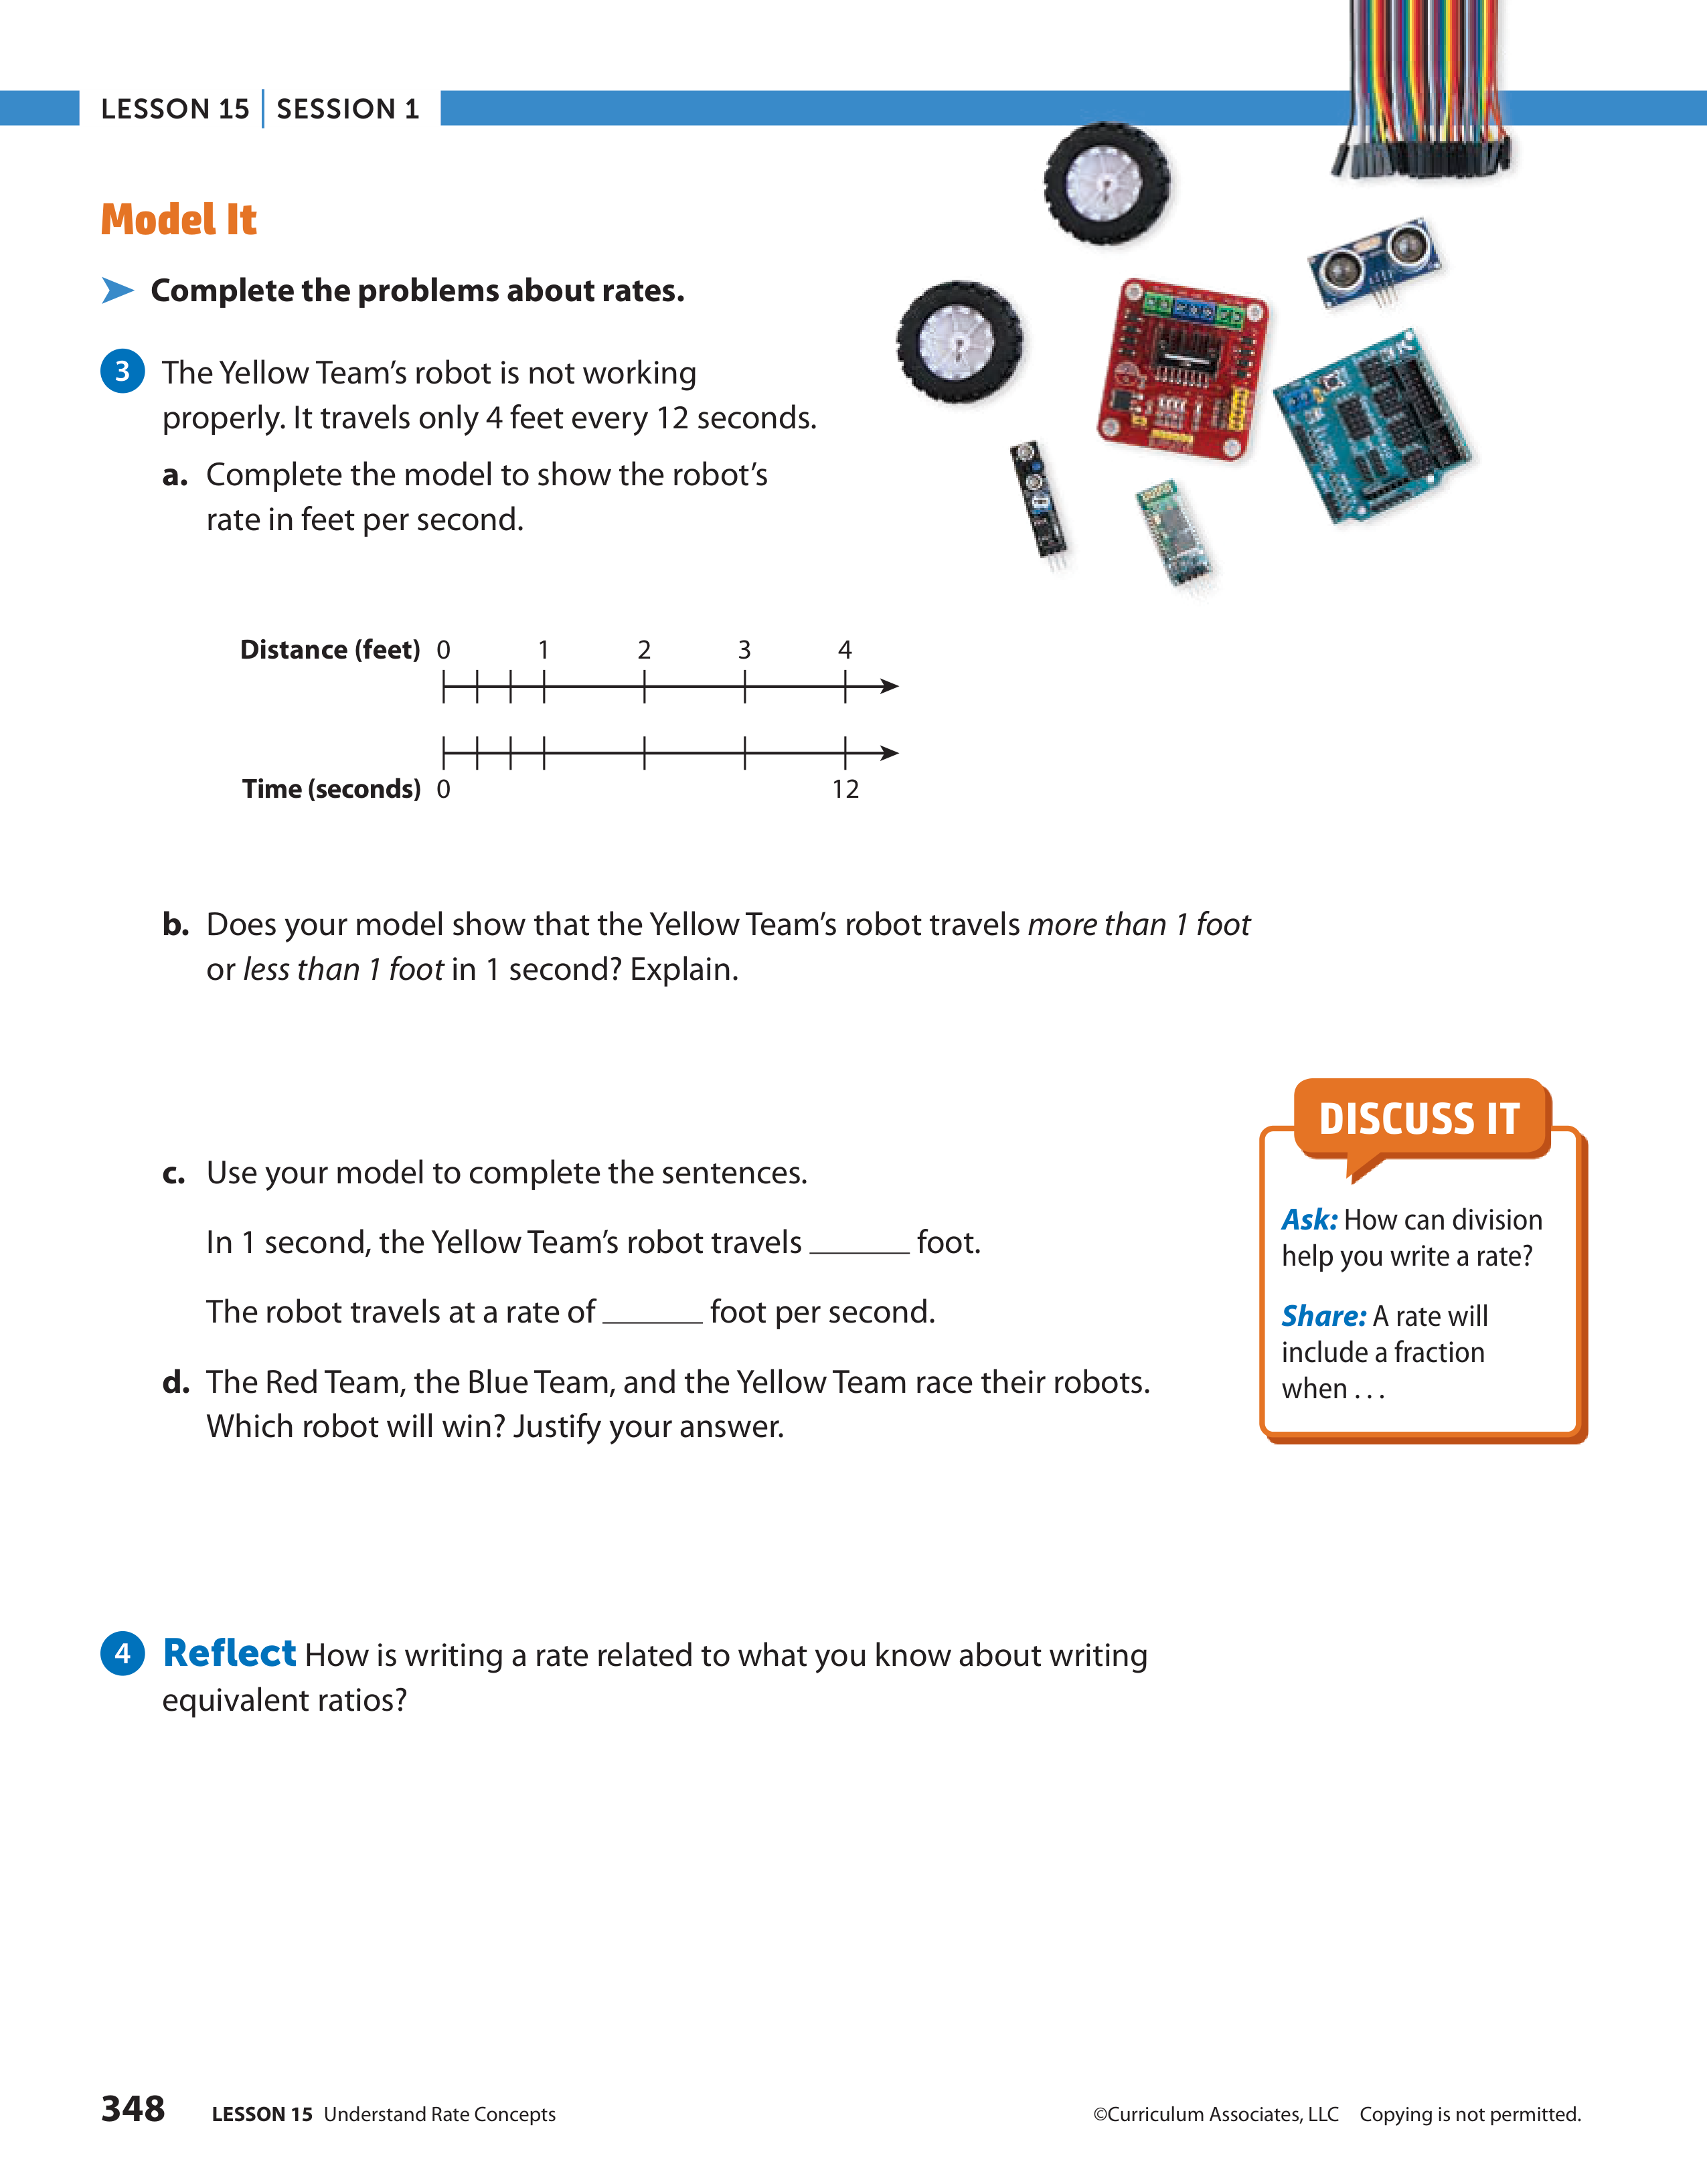 LESSON 15 | SESSION 1
Model It
Complete the problems about rates.
3 The Yellow Team’s robot is not working
properly. It travels only 4 feet every 12 seconds.
a. Complete the model to show the robot’s
rate in feet per second.
Distance (feet) 0 1 2 3 4
Time (seconds) 0 12
b. Does your model show that the Yellow Team’s robot travels more than 1 foot
or less than 1 foot in 1 second? Explain.
c. Use your model to complete the sentences.
In 1 second, the Yellow Team’s robot travels ______ foot.
The robot travels at a rate of ______ foot per second.
d. The Red Team, the Blue Team, and the Yellow Team race their robots.
Which robot will win? Justify your answer.
DISCUSS IT
Ask: How can division
help you write a rate?
Share: A rate will
include a fraction
when . . .
4 Reflect How is writing a rate related to what you know about writing
equivalent ratios?
348 LESSON 15 Understand Rate Concepts
©Curriculum Associates, LLC Copying is not permitted.